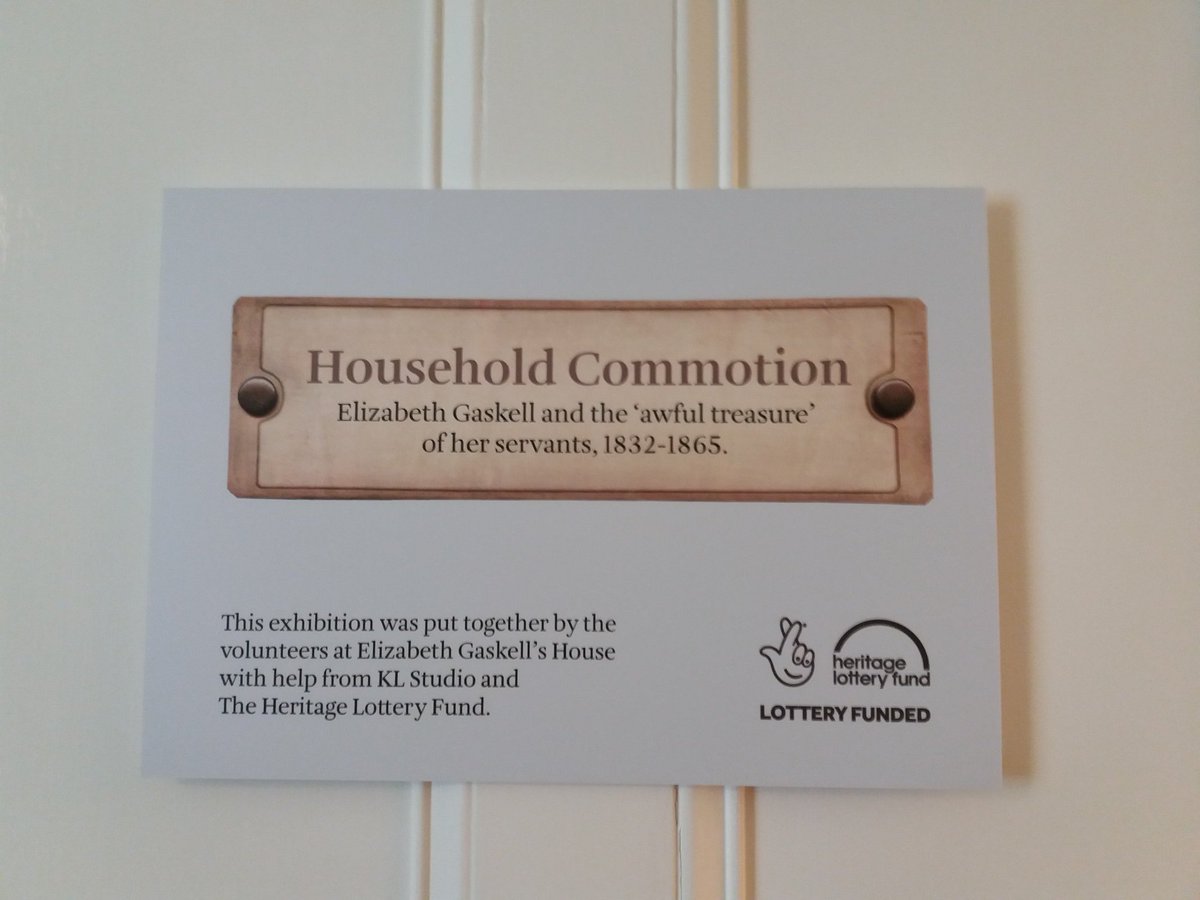 Household Commotion
Elizabeth Gaskell and the ‘awful treasure’
of her servants, 1832-1865.
This exhibition was put together by the
volunteers at Elizabeth Gaskell’s House
with help from KL Studio and
The Heritage Lottery Fund.
heritage
lottery fund
LOTTERY FUNDED